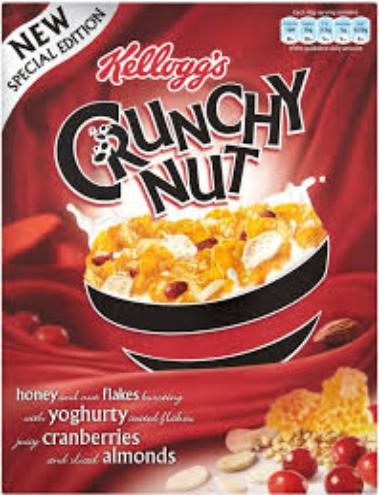 NEW
SPECIAL EDITION
Kellogg's
CRUNCHY
NUT
honey and nut flakes bursting
with yoghurty coated flakes
juicy cranberries
and sliced almonds